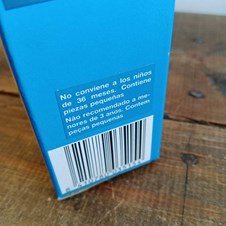 No conviene a los niños
de 36 meses. Contiene
piezas pequeñas
Não recomendado a me-
nores de 3 anos. Contem
peças pequenas